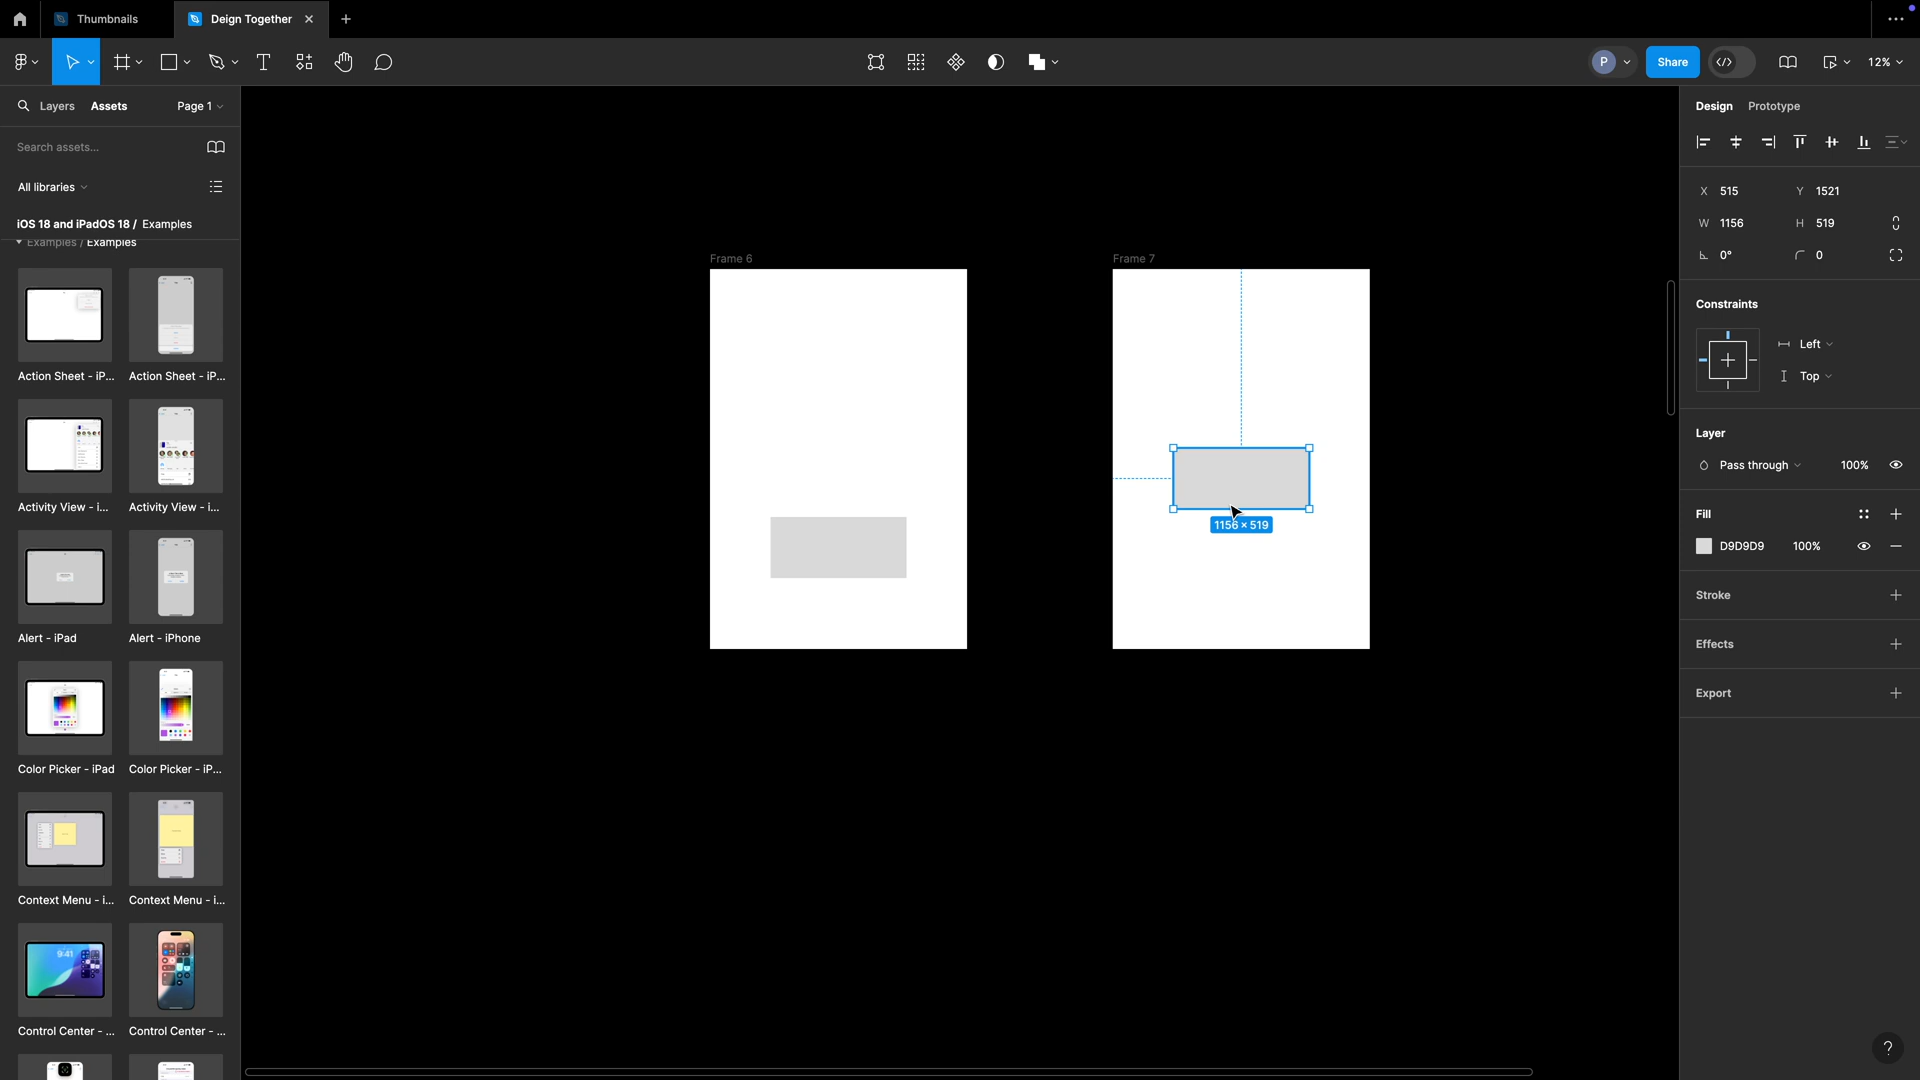 Thumbnails
Deign Together
P
Share
12%
Layers
Assets
Page 1
Search assets...
All libraries
iOS 18 and iPadOS 18 / Examples
Examples / Examples
Action Sheet - iP...
Action Sheet - iP...
Activity View - i...
Activity View - i...
Alert - iPad
Alert - iPhone
Color Picker - iPad
Color Picker - iP...
Context Menu - i...
Context Menu - i...
9:41
Control Center - ...
Control Center - ...
Frame 6
Frame 7
1156 × 519
Design
Prototype
X 515
Y 1521
W 1156
H 519
0°
0
Constraints
Left
Top
Layer
Pass through
100%
Fill
D9D9D9
100%
Stroke
Effects
Export
?